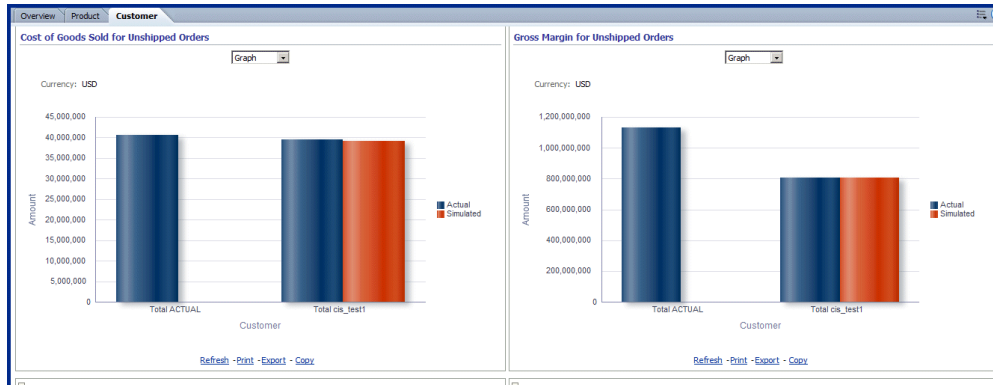 Overview Product Customer
Cost of Goods Sold for Unshipped Orders
Graph
Currency: USD
45,000,000
40,000,000
35,000,000
30,000,000
25,000,000
20,000,000
15,000,000
10,000,000
5,000,000
0
Amount
Actual
Simulated
Total ACTUAL Total cis_test1
Customer
Refresh - Print - Export - Copy
Gross Margin for Unshipped Orders
Graph
Currency: USD
1,200,000,000
1,000,000,000
800,000,000
600,000,000
400,000,000
200,000,000
0
Amount
Actual
Simulated
Total ACTUAL Total cis_test1
Customer
Refresh - Print - Export - Copy